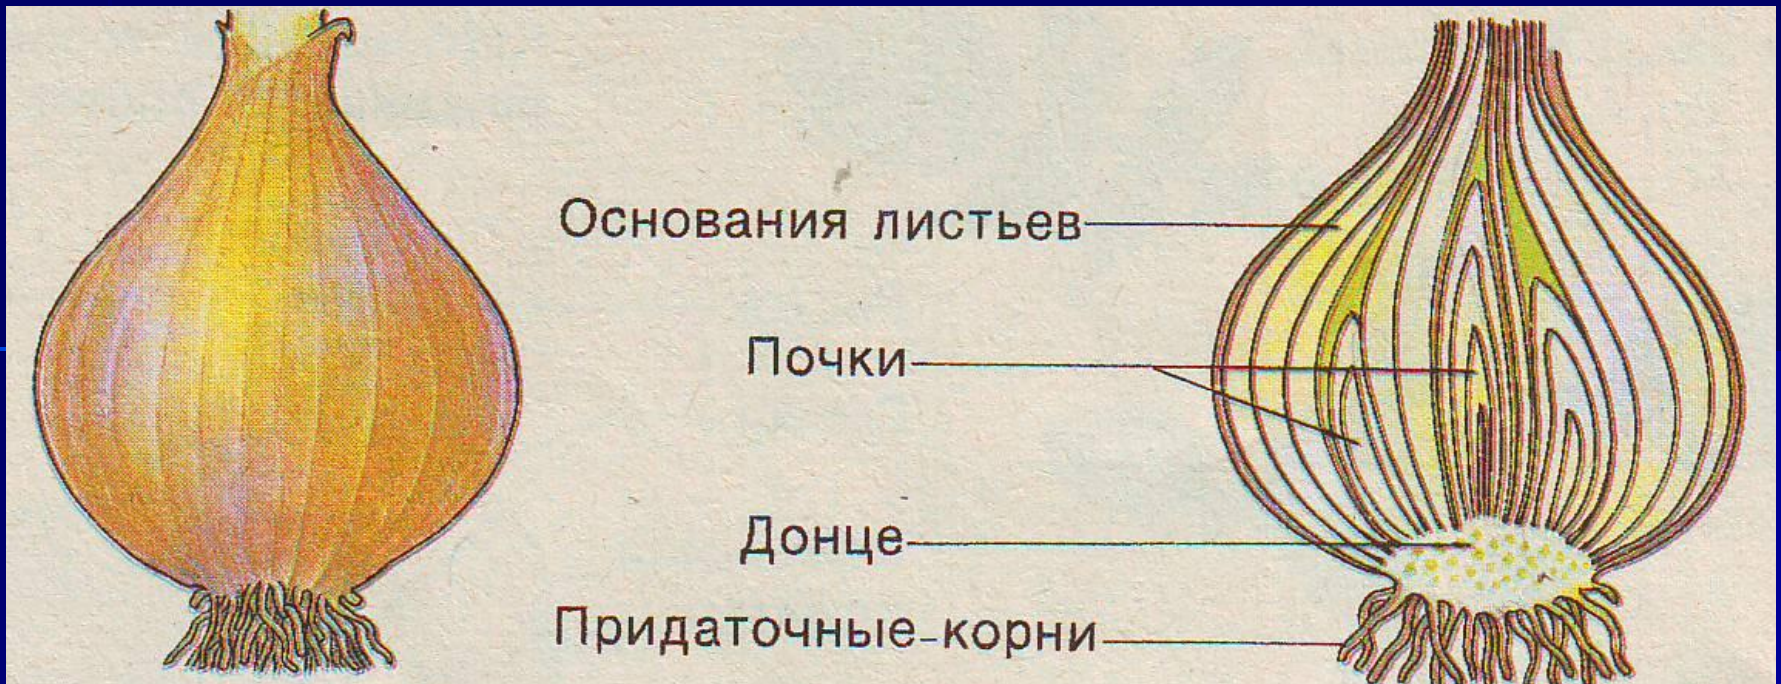 Основания листьев
Почки
Донце
Придаточные корни